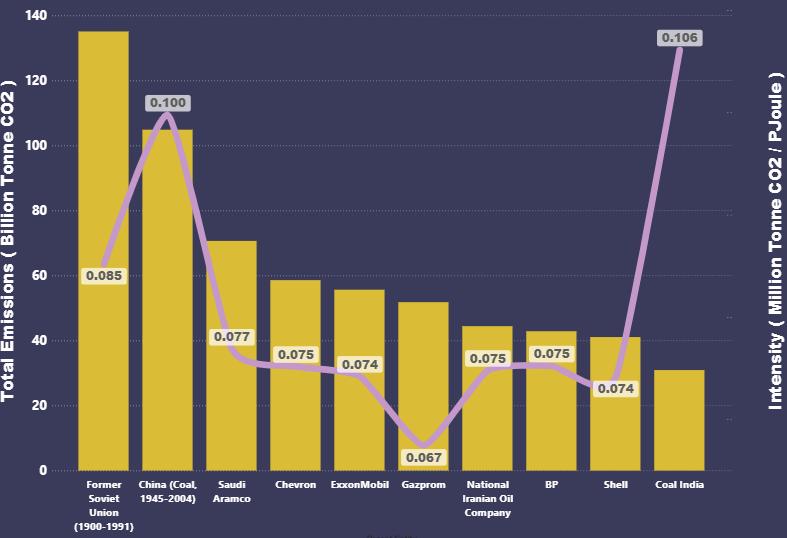 140
120
100
80
60
40
20
0
Total Emissions ( Billion Tonne CO2 )
Intensity ( Million Tonne CO2 / PJoule )
0.085
0.100
0.077
0.075
0.074
0.067
0.075
0.075
0.074
0.106
Former
Soviet
Union
(1900-1991)
China (Coal,
1945-2004)
Saudi
Aramco
Chevron
ExxonMobil
Gazprom
National
Iranian Oil
Company
BP
Shell
Coal India